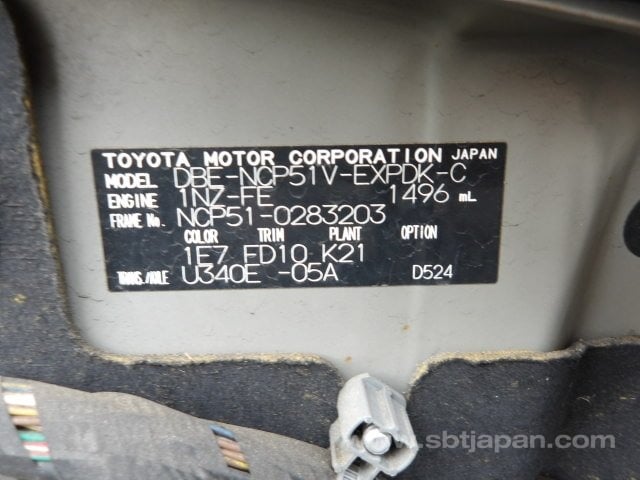 TOYOTA MOTOR CORPORATION JAPAN
MODEL DBE-NCP51V-EXPDK-C
ENGINE 1NZ-FE 1496 mL
FRAME No. NCP51-0283203
COLOR TRIM PLANT OPTION
1E7 FD10 K21
TRANS./AXLE U340E -05A D524
www.sbtjapan.com